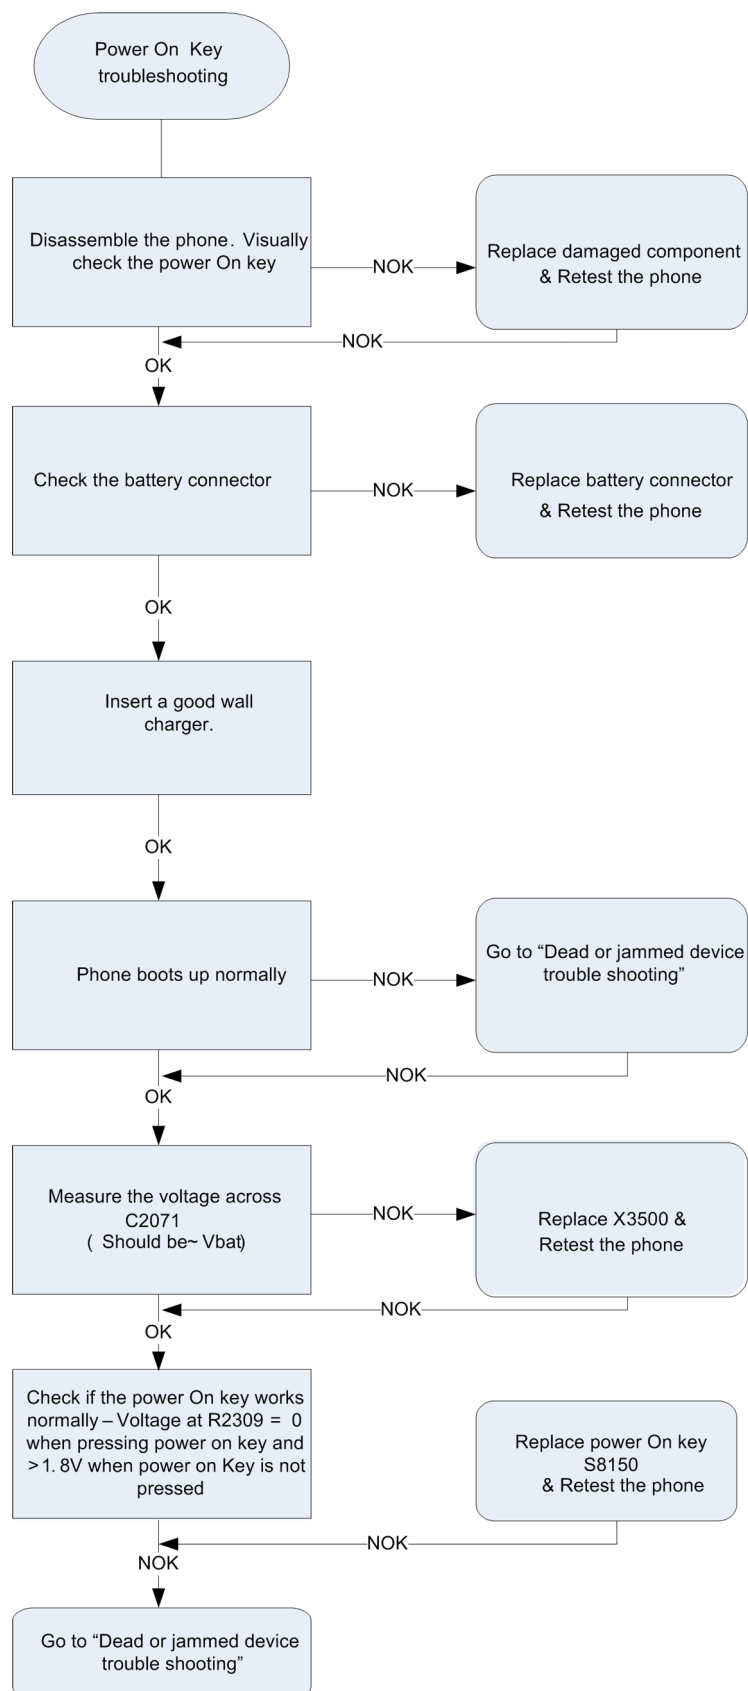 Power On Key
troubleshooting
Disassemble the phone. Visually
check the power On key
NOK
Replace damaged component
& Retest the phone
NOK
OK
Check the battery connector
NOK
Replace battery connector
& Retest the phone
OK
Insert a good wall
charger.
OK
Phone boots up normally
NOK
Go to “Dead or jammed device
trouble shooting”
NOK
OK
Measure the voltage across
C2071
( Should be~ Vbat)
NOK
Replace X3500 &
Retest the phone
NOK
OK
Check if the power On key works
normally – Voltage at R2309 = 0
when pressing power on key and
>1.8V when power on Key is not
pressed
Replace power On key
S8150
& Retest the phone
NOK
NOK
Go to “Dead or jammed device
trouble shooting”